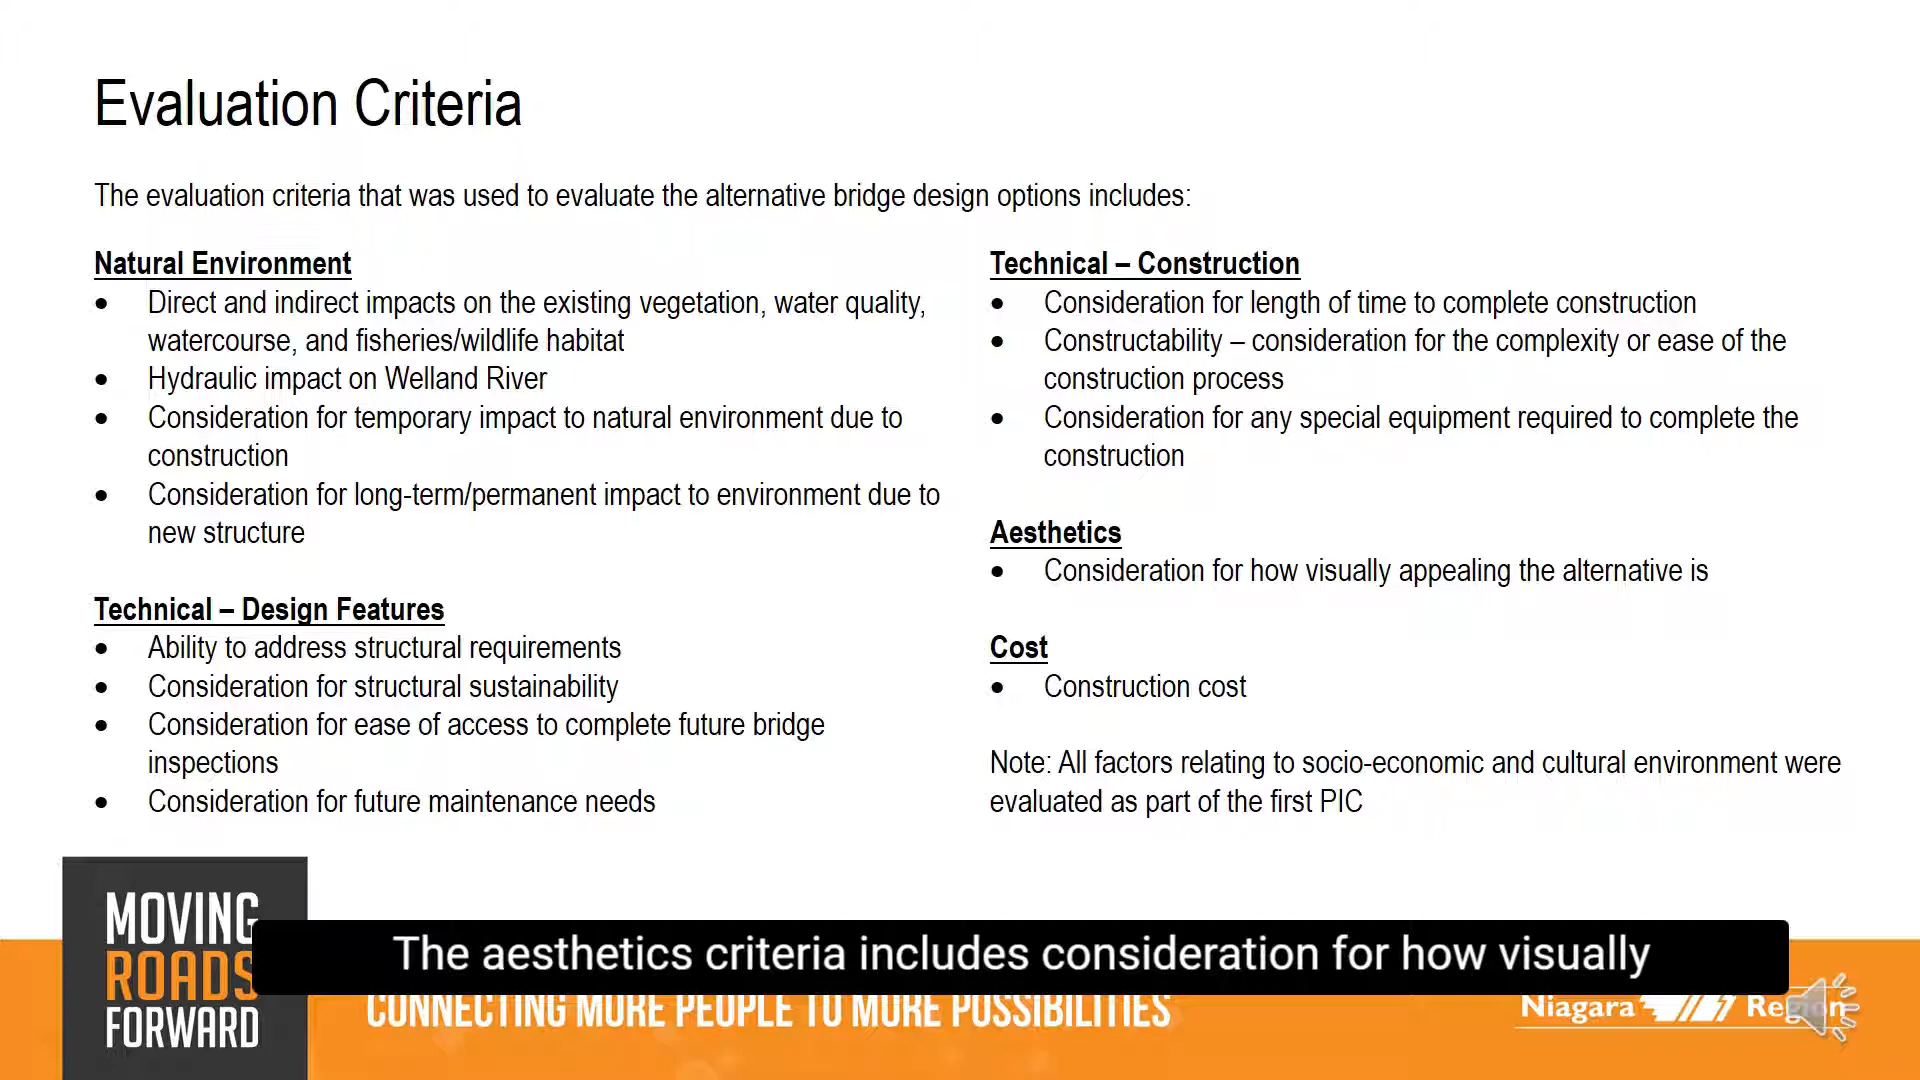 Evaluation Criteria
The evaluation criteria that was used to evaluate the alternative bridge design options includes:
Natural Environment
• Direct and indirect impacts on the existing vegetation, water quality,
watercourse, and fisheries/wildlife habitat
• Hydraulic impact on Welland River
• Consideration for temporary impact to natural environment due to
construction
• Consideration for long-term/permanent impact to environment due to
new structure
Technical – Design Features
• Ability to address structural requirements
• Consideration for structural sustainability
• Consideration for ease of access to complete future bridge
inspections
• Consideration for future maintenance needs
Technical – Construction
• Consideration for length of time to complete construction
• Constructability – consideration for the complexity or ease of the
construction process
• Consideration for any special equipment required to complete the
construction
Aesthetics
• Consideration for how visually appealing the alternative is
Cost
• Construction cost
Note: All factors relating to socio-economic and cultural environment were
evaluated as part of the first PIC
MOVING
ROADS
FORWARD
The aesthetics criteria includes consideration for how visually
CONNECTING MORE PEOPLE TO MORE POSSIBILITIES
Niagara Region